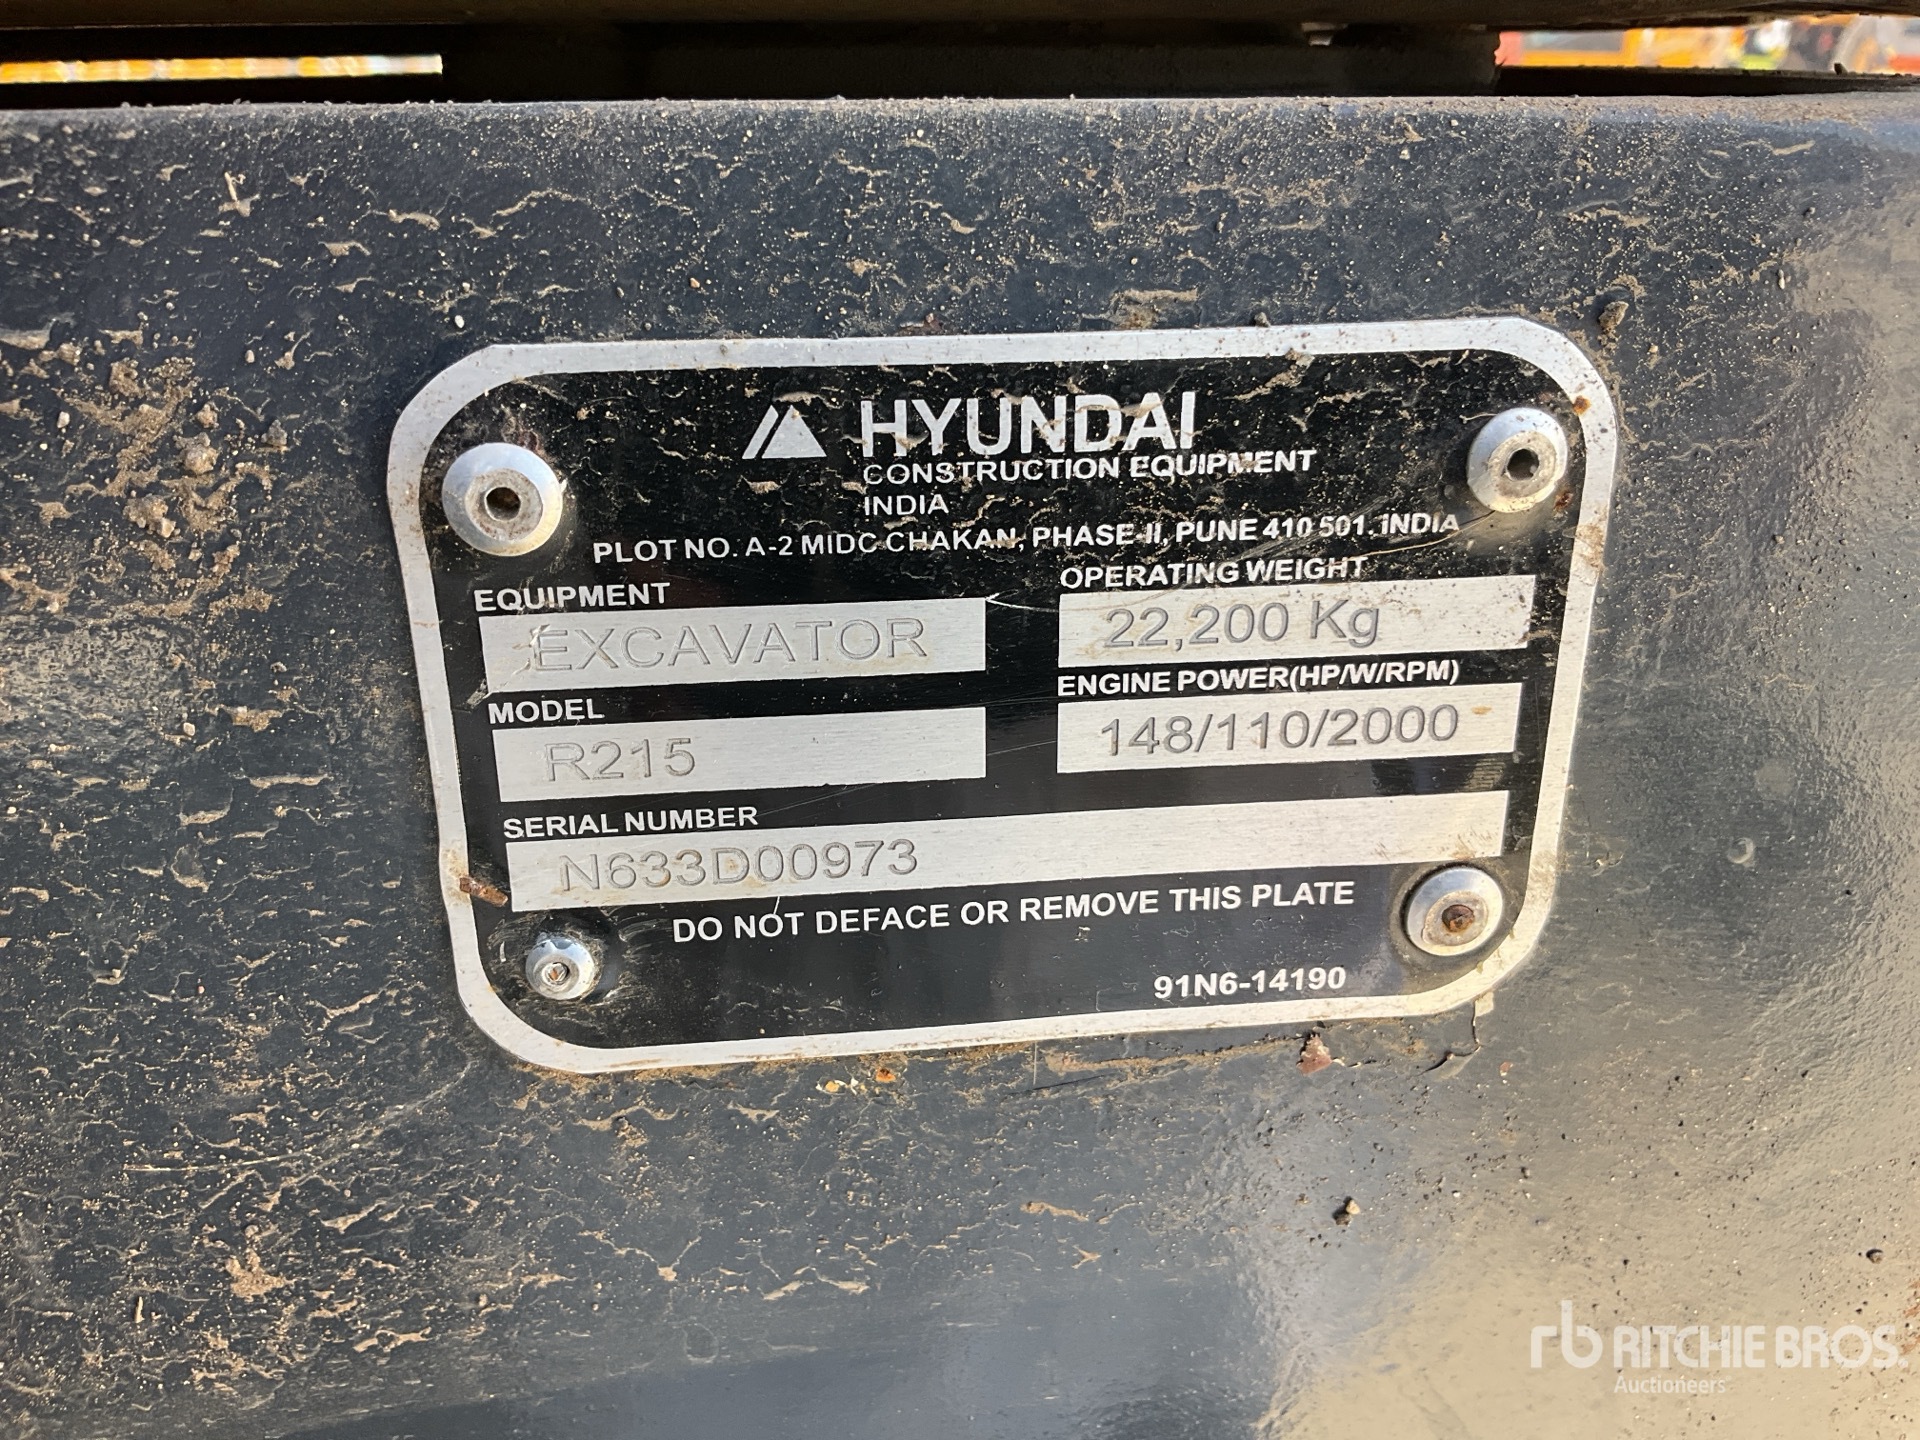 HYUNDAI
CONSTRUCTION EQUIPMENT
INDIA
PLOT NO. A-2 MIDC CHAKAN, PHASE-II, PUNE 410 501. INDIA
EQUIPMENT
EXCAVATOR
OPERATING WEIGHT
22,200 Kg
MODEL
R215
ENGINE POWER(HP/W/RPM)
148/110/2000
SERIAL NUMBER
N633D00973
DO NOT DEFACE OR REMOVE THIS PLATE
91N6-14190
rb RITCHIE BROS.
Auctioneers